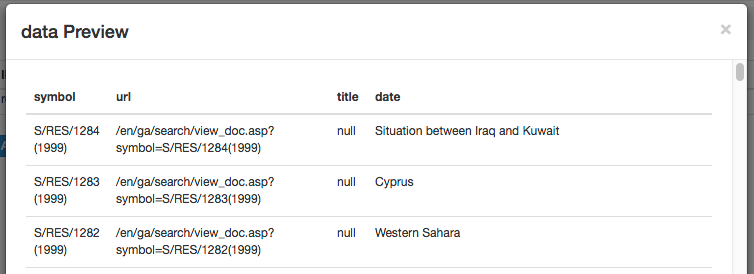 data Preview ×
symbol url title date
S/RES/1284 /en/ga/search/view_doc.asp? null Situation between Iraq and Kuwait
(1999) symbol=S/RES/1284(1999)
S/RES/1283 /en/ga/search/view_doc.asp? null Cyprus
(1999) symbol=S/RES/1283(1999)
S/RES/1282 /en/ga/search/view_doc.asp? null Western Sahara
(1999) symbol=S/RES/1282(1999)